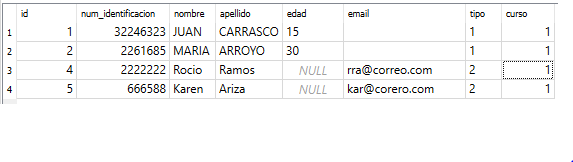 id num_identificacion nombre apellido edad email tipo curso
1 1 32246323 JUAN CARRASCO 15 1 1
2 2 2261685 MARIA ARROYO 30 1 1
3 4 2222222 Rocio Ramos NULL rra@correo.com 2 1
4 5 666588 Karen Ariza NULL kar@corero.com 2 1